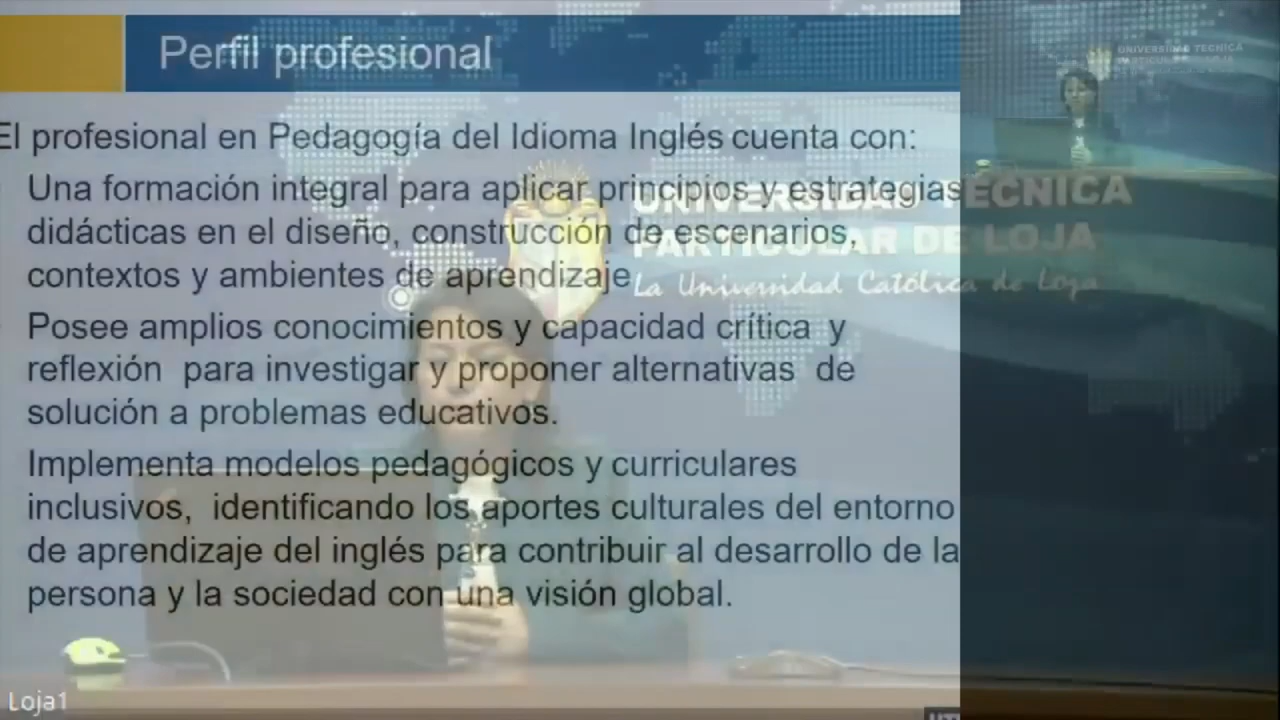 Perfil profesional
UNIVERSIDAD TECNICA
El profesional en Pedagogía del Idioma Inglés cuenta con:
Una formación integral para aplicar principios y estrategias
didácticas en el diseño, construcción de escenarios,
contextos y ambientes de aprendizaje
UNIVERSIDAD TECNICA
PARTICULAR DE LOJA
La Universidad Católica de Loja
Posee amplios conocimientos y capacidad crítica y
reflexión para investigar y proponer alternativas de
solución a problemas educativos.
Implementa modelos pedagógicos y curriculares
inclusivos, identificando los aportes culturales del entorno
de aprendizaje del inglés para contribuir al desarrollo de la
persona y la sociedad con una visión global.
Loja1